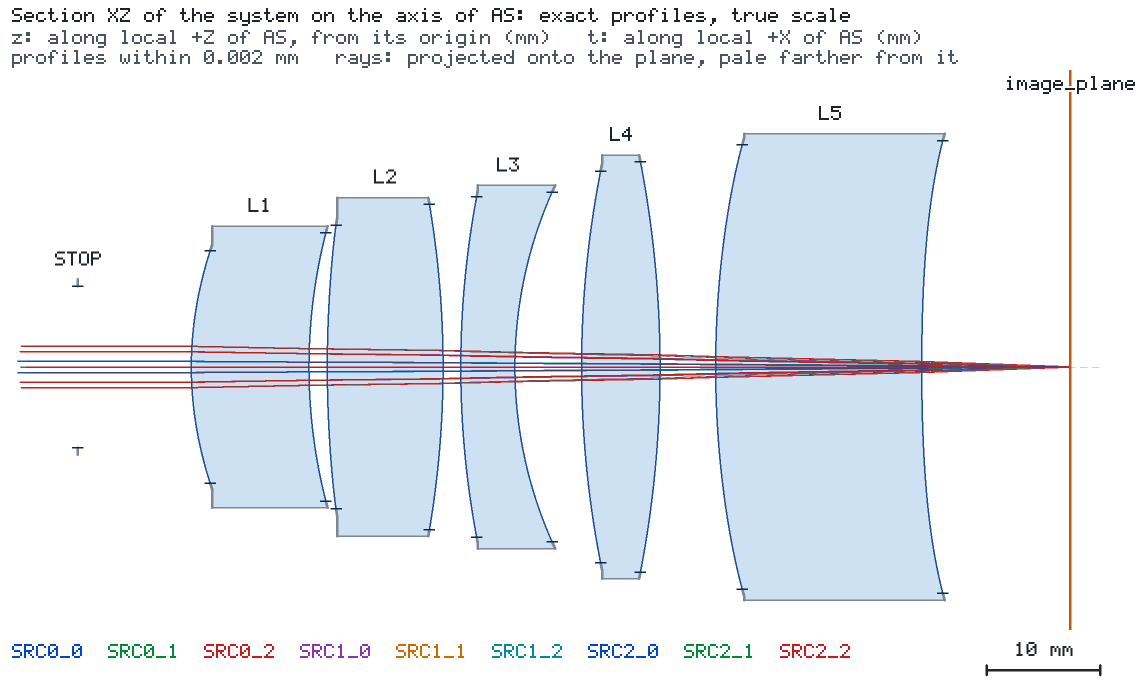 Section XZ of the system on the axis of AS: exact profiles, true scale
z: along local +Z of AS, from its origin (mm)   t: along local +X of AS (mm)
profiles within 0.002 mm   rays: projected onto the plane, pale farther from it
image_plane
L5
L4
L3
L2
L1
STOP
SRC0_0 SRC0_1 SRC0_2 SRC1_0 SRC1_1 SRC1_2 SRC2_0 SRC2_1 SRC2_2
10 mm